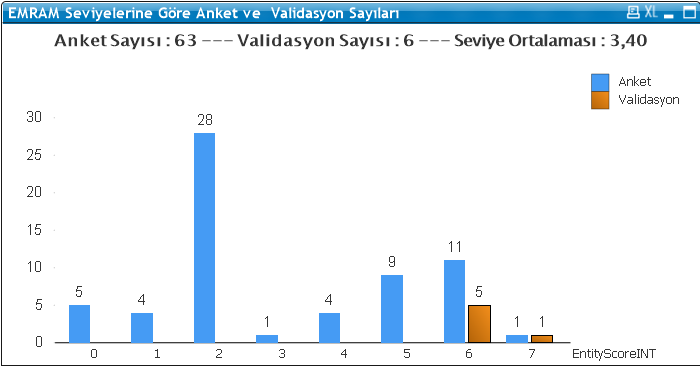 EMRAM Seviyelerine Göre Anket ve  Validasyon Sayıları
XL
Anket Sayısı : 63 --- Validasyon Sayısı : 6 --- Seviye Ortalaması : 3,40
Anket
Validasyon
30
25
20
15
10
5
0
5
4
28
1
4
9
11
5
1
1
0 1 2 3 4 5 6 7 EntityScoreINT